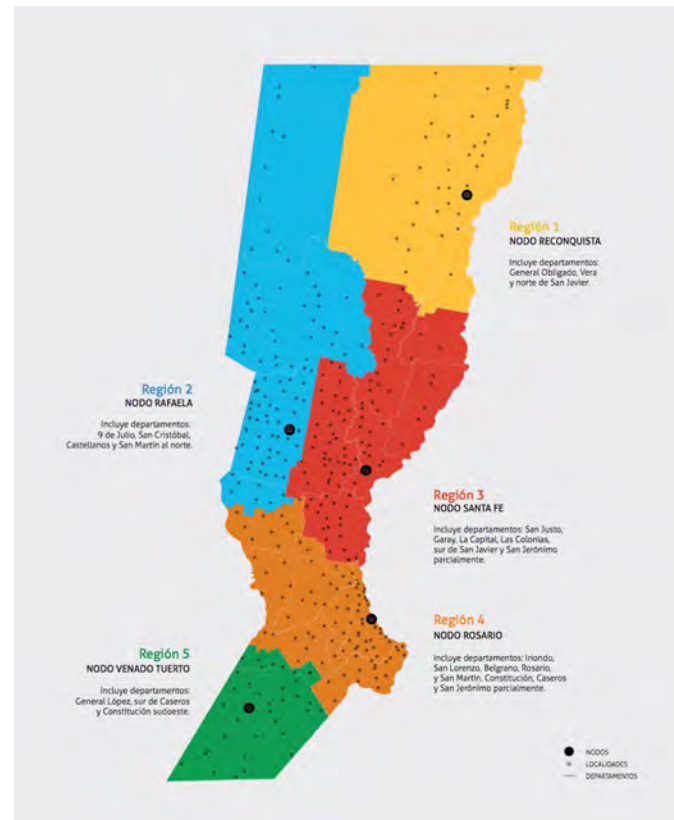 Región 1
NODO RECONQUISTA
Incluye departamentos:
General Obligado, Vera
y norte de San Javier.
Región 2
NODO RAFAELA
Incluye departamentos:
9 de Julio, San Cristóbal,
Castellanos y San Martín al norte.
Región 3
NODO SANTA FE
Incluye departamentos: San Justo,
Garay, La Capital, Las Colonias,
sur de San Javier y San Jerónimo
parcialmente.
Región 4
NODO ROSARIO
Incluye departamentos: Iriondo,
San Lorenzo, Belgrano, Rosario,
y San Martín. Constitución, Caseros
y San Jerónimo parcialmente.
Región 5
NODO VENADO TUERTO
Incluye departamentos:
General López, sur de Caseros
y Constitución sudoeste.
NODOS
LOCALIDADES
DEPARTAMENTOS